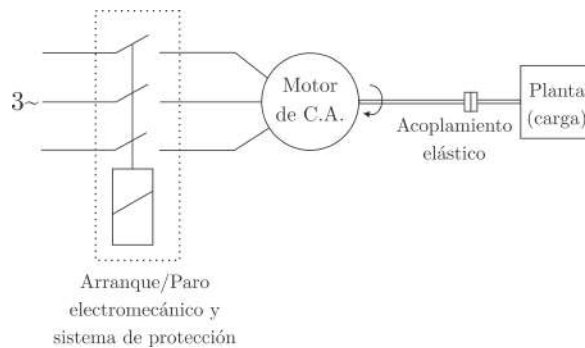 3~
Motor
de C.A.
Acoplamiento
elástico
Planta
(carga)
Arranque/Paro
electromecánico y
sistema de protección